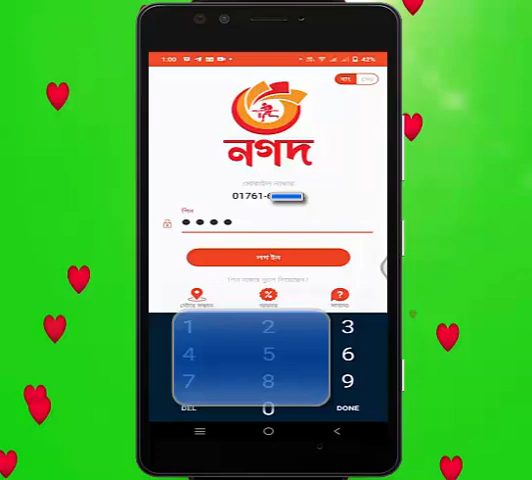 1:00
42%
বাং
নগদ
মোবাইল নাম্বার
01761-6
পিন
লগ ইন
পিন নাম্বার ভুলে গিয়েছেন?
1 2 3
4 5 6
7 8 9
DEL 0 DONE